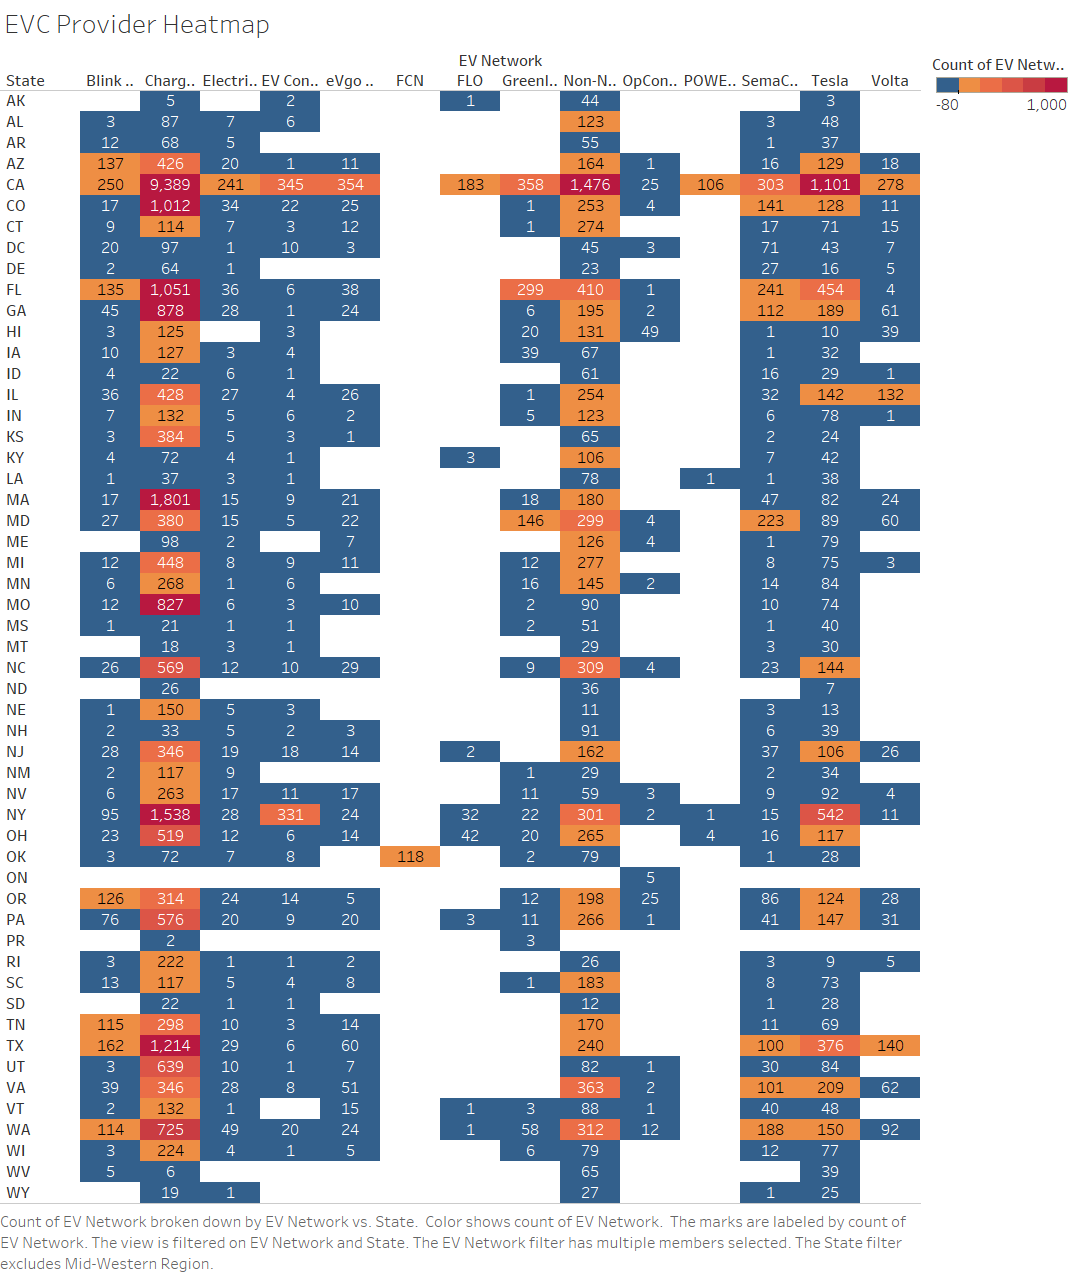 EVC Provider Heatmap
EV Network
State Blink .. Charg.. Electri.. EV Con.. eVgo .. FCN FLO Greenl.. Non-N.. OpCon.. POWE.. SemaC.. Tesla Volta
Count of EV Netw..
-80 1,000
AK 5 2 1 44 3
AL 3 87 7 6 123 3 48
AR 12 68 5 55 1 37
AZ 137 426 20 1 11 164 1 16 129 18
CA 250 9,389 241 345 354 183 358 1,476 25 106 303 1,101 278
CO 17 1,012 34 22 25 1 253 4 141 128 11
CT 9 114 7 3 12 1 274 17 71 15
DC 20 97 1 10 3 45 3 71 43 7
DE 2 64 1 23 27 16 5
FL 135 1,051 36 6 38 299 410 1 241 454 4
GA 45 878 28 1 24 6 195 2 112 189 61
HI 3 125 3 20 131 49 1 10 39
IA 10 127 3 4 39 67 1 32
ID 4 22 6 1 61 16 29 1
IL 36 428 27 4 26 1 254 32 142 132
IN 7 132 5 6 2 5 123 6 78 1
KS 3 384 5 3 1 65 2 24
KY 4 72 4 1 3 106 7 42
LA 1 37 3 1 78 1 1 38
MA 17 1,801 15 9 21 18 180 47 82 24
MD 27 380 15 5 22 146 299 4 223 89 60
ME 98 2 7 126 4 1 79
MI 12 448 8 9 11 12 277 8 75 3
MN 6 268 1 6 16 145 2 14 84
MO 12 827 6 3 10 2 90 10 74
MS 1 21 1 1 2 51 1 40
MT 18 3 1 29 3 30
NC 26 569 12 10 29 9 309 4 23 144
ND 26 36 7
NE 1 150 5 3 11 3 13
NH 2 33 5 2 3 91 6 39
NJ 28 346 19 18 14 2 162 37 106 26
NM 2 117 9 1 29 2 34
NV 6 263 17 11 17 11 59 3 9 92 4
NY 95 1,538 28 331 24 32 22 301 2 1 15 542 11
OH 23 519 12 6 14 42 20 265 4 16 117
OK 3 72 7 8 118 2 79 1 28
ON 5
OR 126 314 24 14 5 12 198 25 86 124 28
PA 76 576 20 9 20 3 11 266 1 41 147 31
PR 2 3
RI 3 222 1 1 2 26 3 9 5
SC 13 117 5 4 8 1 183 8 73
SD 22 1 1 12 1 28
TN 115 298 10 3 14 170 11 69
TX 162 1,214 29 6 60 240 100 376 140
UT 3 639 10 1 7 82 1 30 84
VA 39 346 28 8 51 363 2 101 209 62
VT 2 132 1 15 1 3 88 1 40 48
WA 114 725 49 20 24 1 58 312 12 188 150 92
WI 3 224 4 1 5 6 79 12 77
WV 5 6 65 39
WY 19 1 27 1 25
Count of EV Network broken down by EV Network vs. State. Color shows count of EV Network. The marks are labeled by count of
EV Network. The view is filtered on EV Network and State. The EV Network filter has multiple members selected. The State filter
excludes Mid-Western Region.